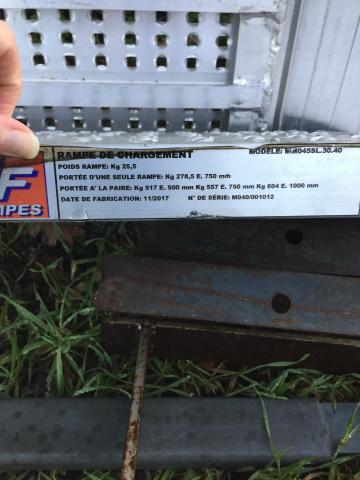 RAMPE DE CHARGEMENT MODÈLE: M.M045SL.30.40
POIDS RAMPE: Kg 25,5
PORTÉE D'UNE SEULE RAMPE: Kg 278,5 E. 750 mm
PORTÉE A' LA PAIRE: Kg 517 E. 500 mm Kg 557 E. 750 mm Kg 604 E. 1000 mm
DATE DE FABRICATION: 11/2017 N° DE SÉRIE: M040/001012
F
MPES